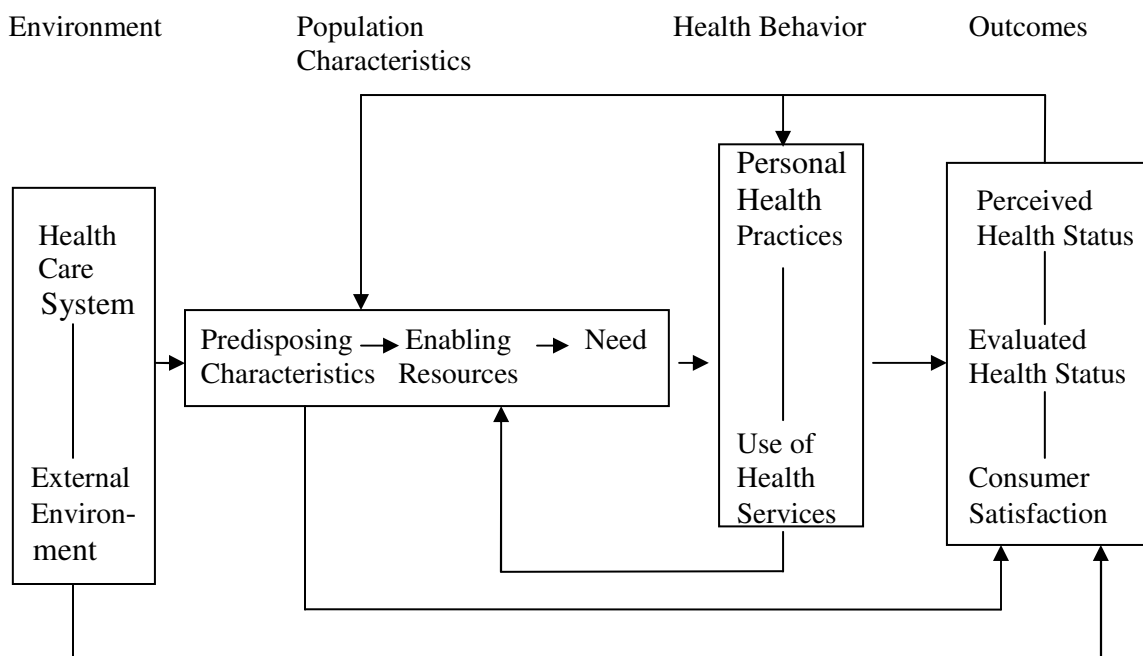 Environment
Population
Characteristics
Health Behavior
Outcomes
Health
Care
System
External
Environ-
ment
Predisposing
Characteristics
Enabling
Resources
Need
Personal
Health
Practices
Use of
Health
Services
Perceived
Health Status
Evaluated
Health Status
Consumer
Satisfaction